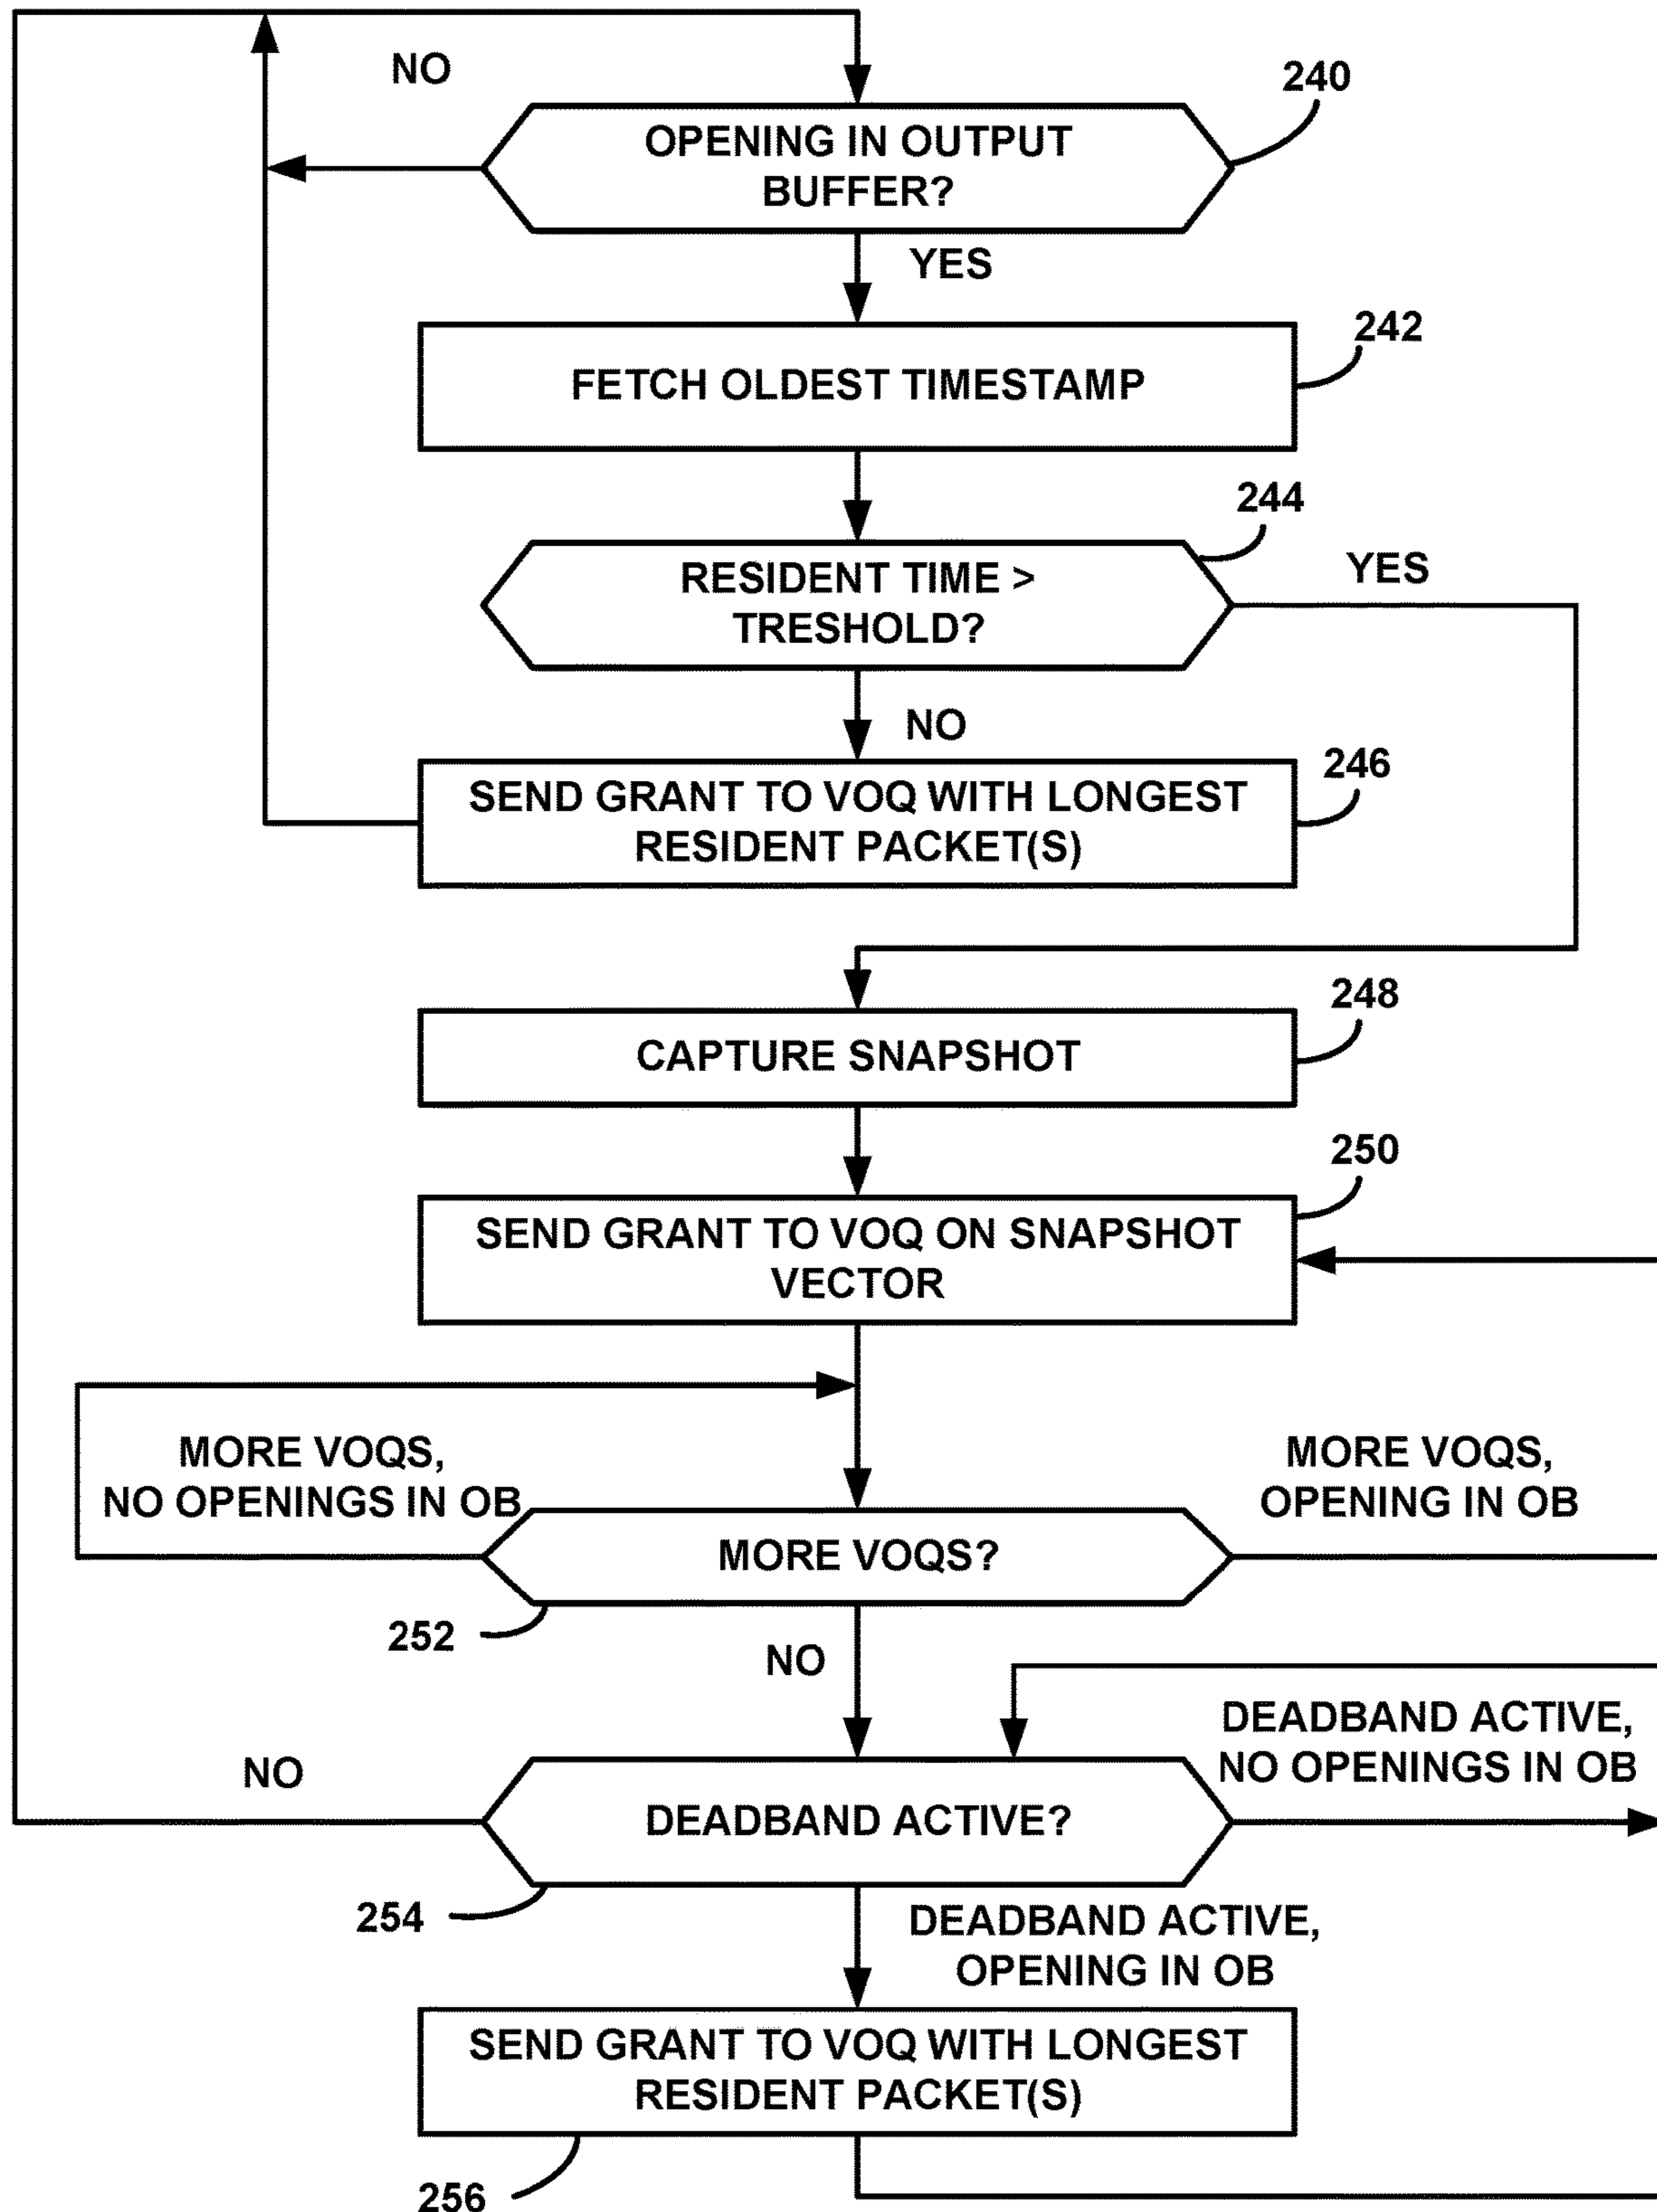 NO
240
OPENING IN OUTPUT
BUFFER?
YES
242
FETCH OLDEST TIMESTAMP
244
YES
RESIDENT TIME >
TRESHOLD?
NO
246
SEND GRANT TO VOQ WITH LONGEST
RESIDENT PACKET(S)
248
CAPTURE SNAPSHOT
250
SEND GRANT TO VOQ ON SNAPSHOT
VECTOR
MORE VOQS,
NO OPENINGS IN OB
MORE VOQS,
OPENING IN OB
MORE VOQS?
252
NO
DEADBAND ACTIVE,
NO OPENINGS IN OB
NO
DEADBAND ACTIVE?
254
DEADBAND ACTIVE,
OPENING IN OB
SEND GRANT TO VOQ WITH LONGEST
RESIDENT PACKET(S)
256